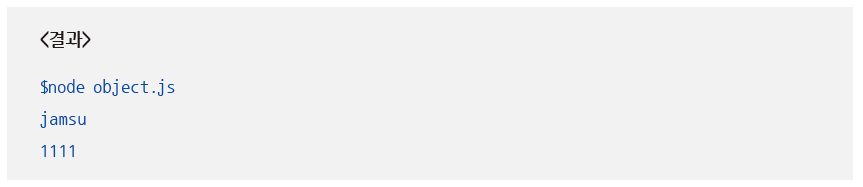 <결과>
$node object.js
jamsu
1111